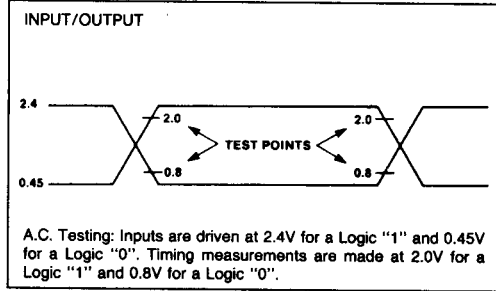 INPUT/OUTPUT
2.4
2.0
2.0
TEST POINTS
0.8
0.8
0.45
A.C. Testing: Inputs are driven at 2.4V for a Logic "1" and 0.45V
for a Logic "0". Timing measurements are made at 2.0V for a
Logic "1" and 0.8V for a Logic "0".